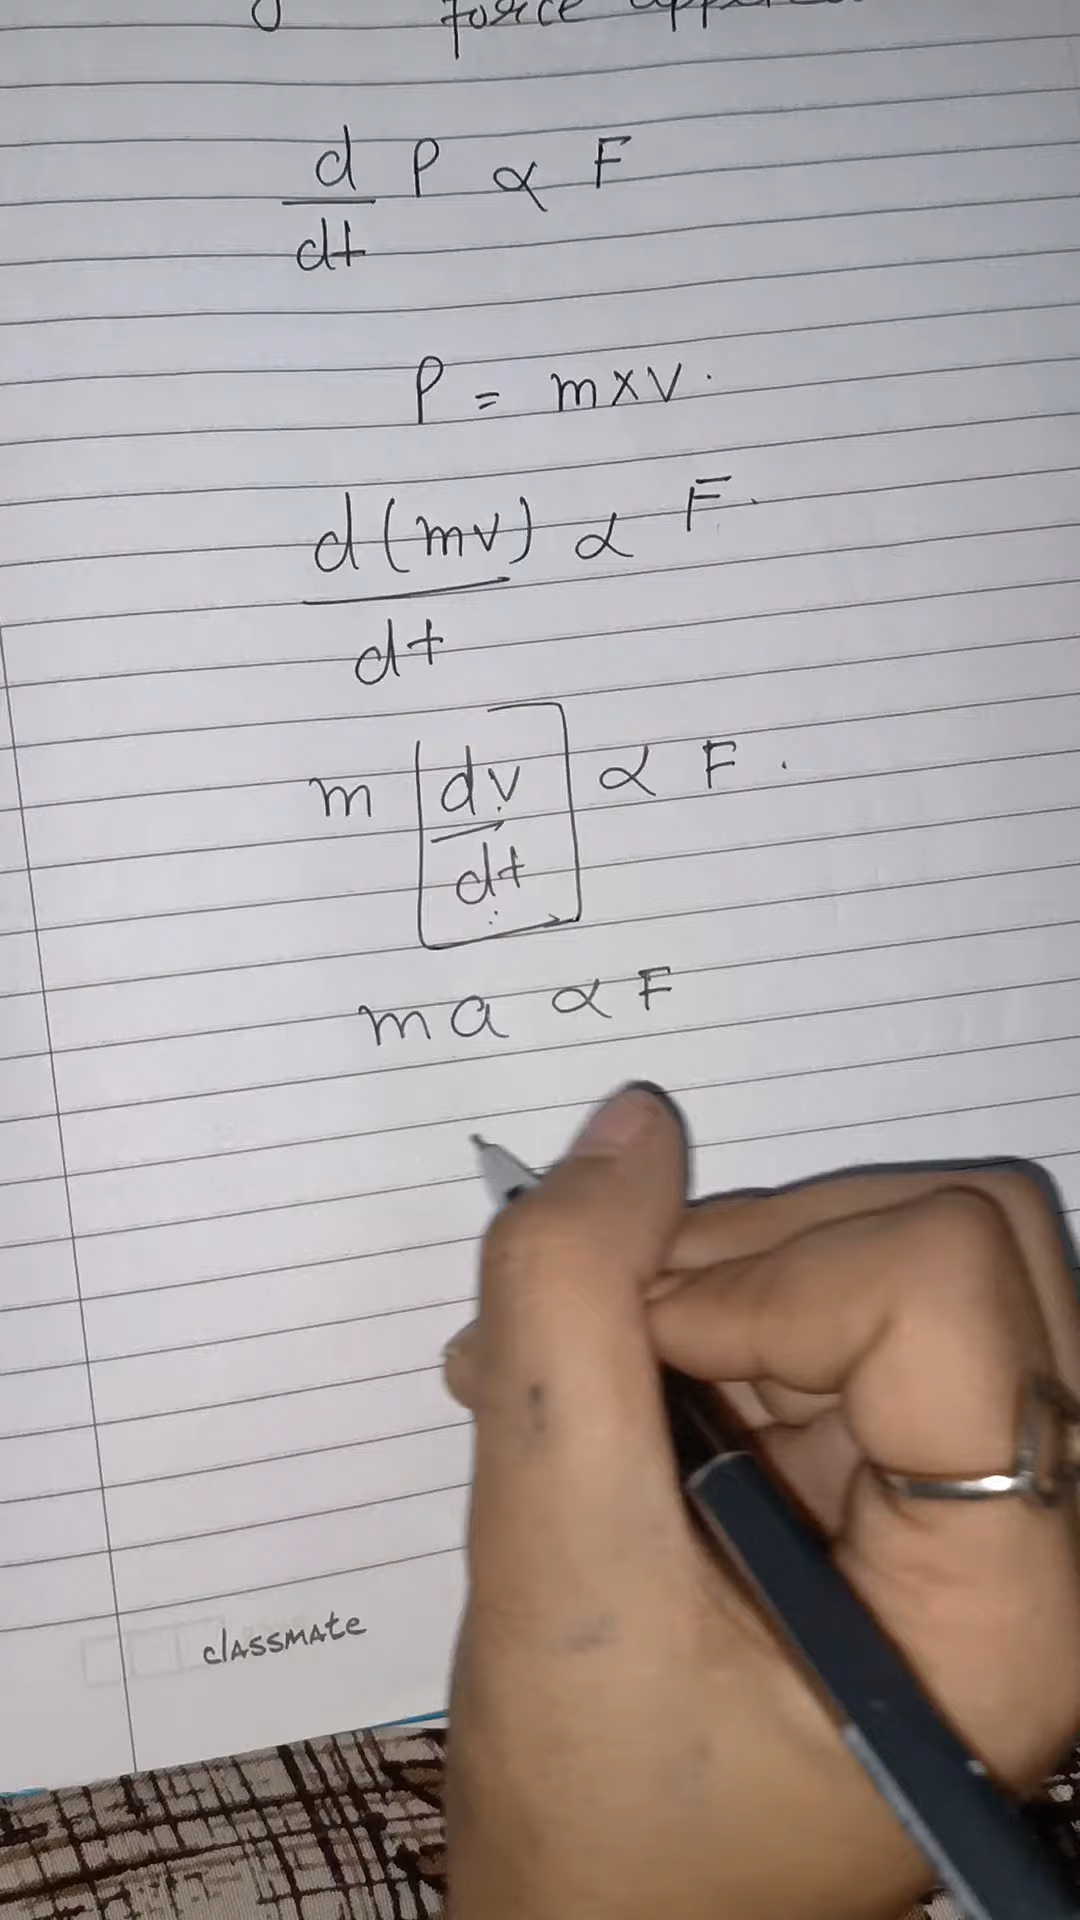 force
d P ∝ F
dt
P = m×v.
d(mv) ∝ F.
dt
m dv ∝ F.
dt
ma ∝ F
classmate